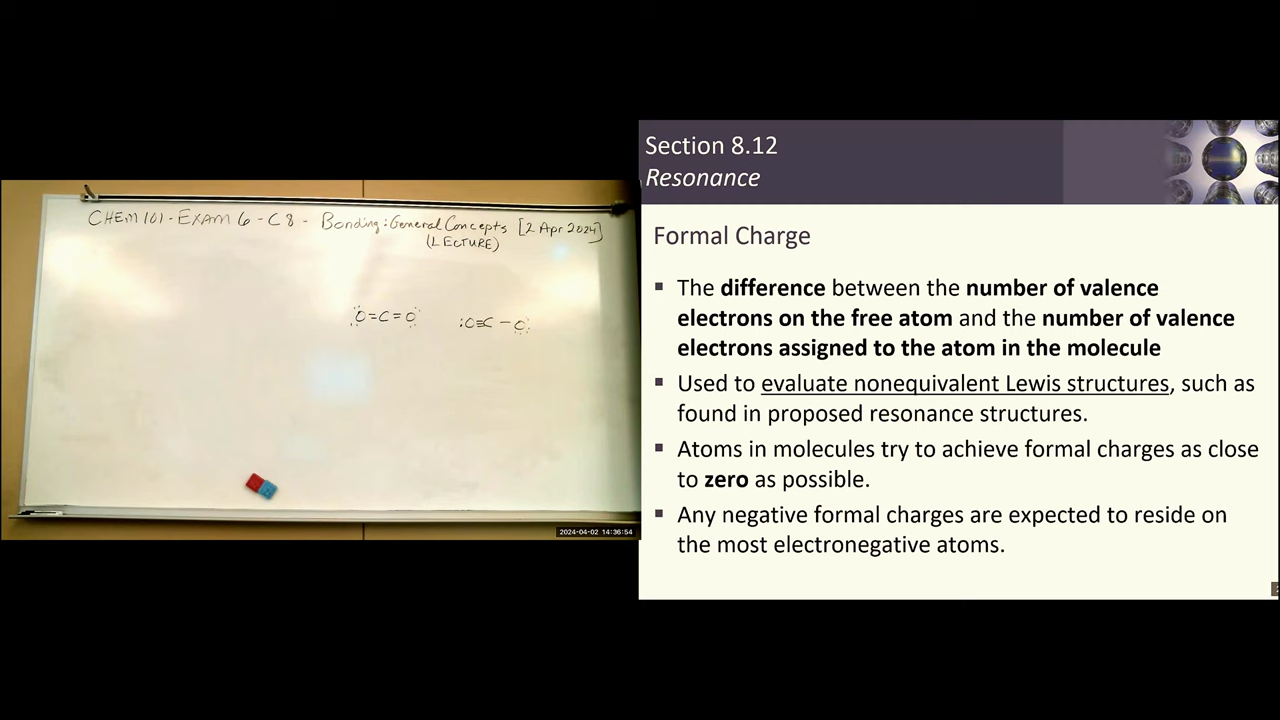 CHEM 101 - EXAM 6 - C8 - Bonding: General Concepts [2 Apr 2024]
(LECTURE)
O=C=O :O≡C-O
2024-04-02 14:36:54
Section 8.12
Resonance
Formal Charge
▪ The difference between the number of valence
electrons on the free atom and the number of valence
electrons assigned to the atom in the molecule
▪ Used to evaluate nonequivalent Lewis structures, such as
found in proposed resonance structures.
▪ Atoms in molecules try to achieve formal charges as close
to zero as possible.
▪ Any negative formal charges are expected to reside on
the most electronegative atoms.